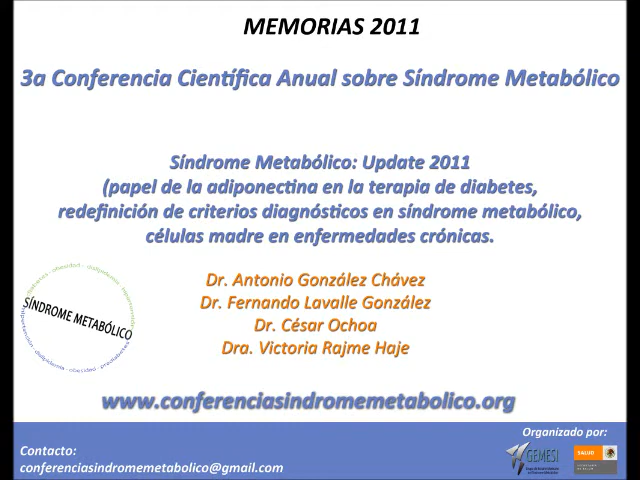 MEMORIAS 2011
3a Conferencia Científica Anual sobre Síndrome Metabólico
Síndrome Metabólico: Update 2011
(papel de la adiponectina en la terapia de diabetes,
redefinición de criterios diagnósticos en síndrome metabólico,
células madre en enfermedades crónicas.
Dr. Antonio González Chávez
Dr. Fernando Lavalle González
Dr. César Ochoa
Dra. Victoria Rajme Haje
SÍNDROME METABÓLICO
www.conferenciasindromemetabolico.org
Organizado por:
Contacto:
conferenciasindromemetabolico@gmail.com
GEMESI
SALUD